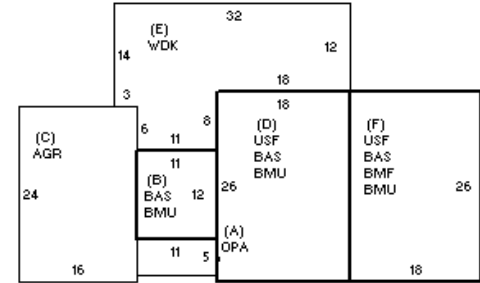 32
(E)
WDK
14
12
3
18
18
6
11
8
(C)
AGR
(D)
USF
BAS
BMU
(F)
USF
BAS
BMF
BMU
11
(B)
BAS
BMU
12
24
26
26
(A)
OPA
11
5
16
18